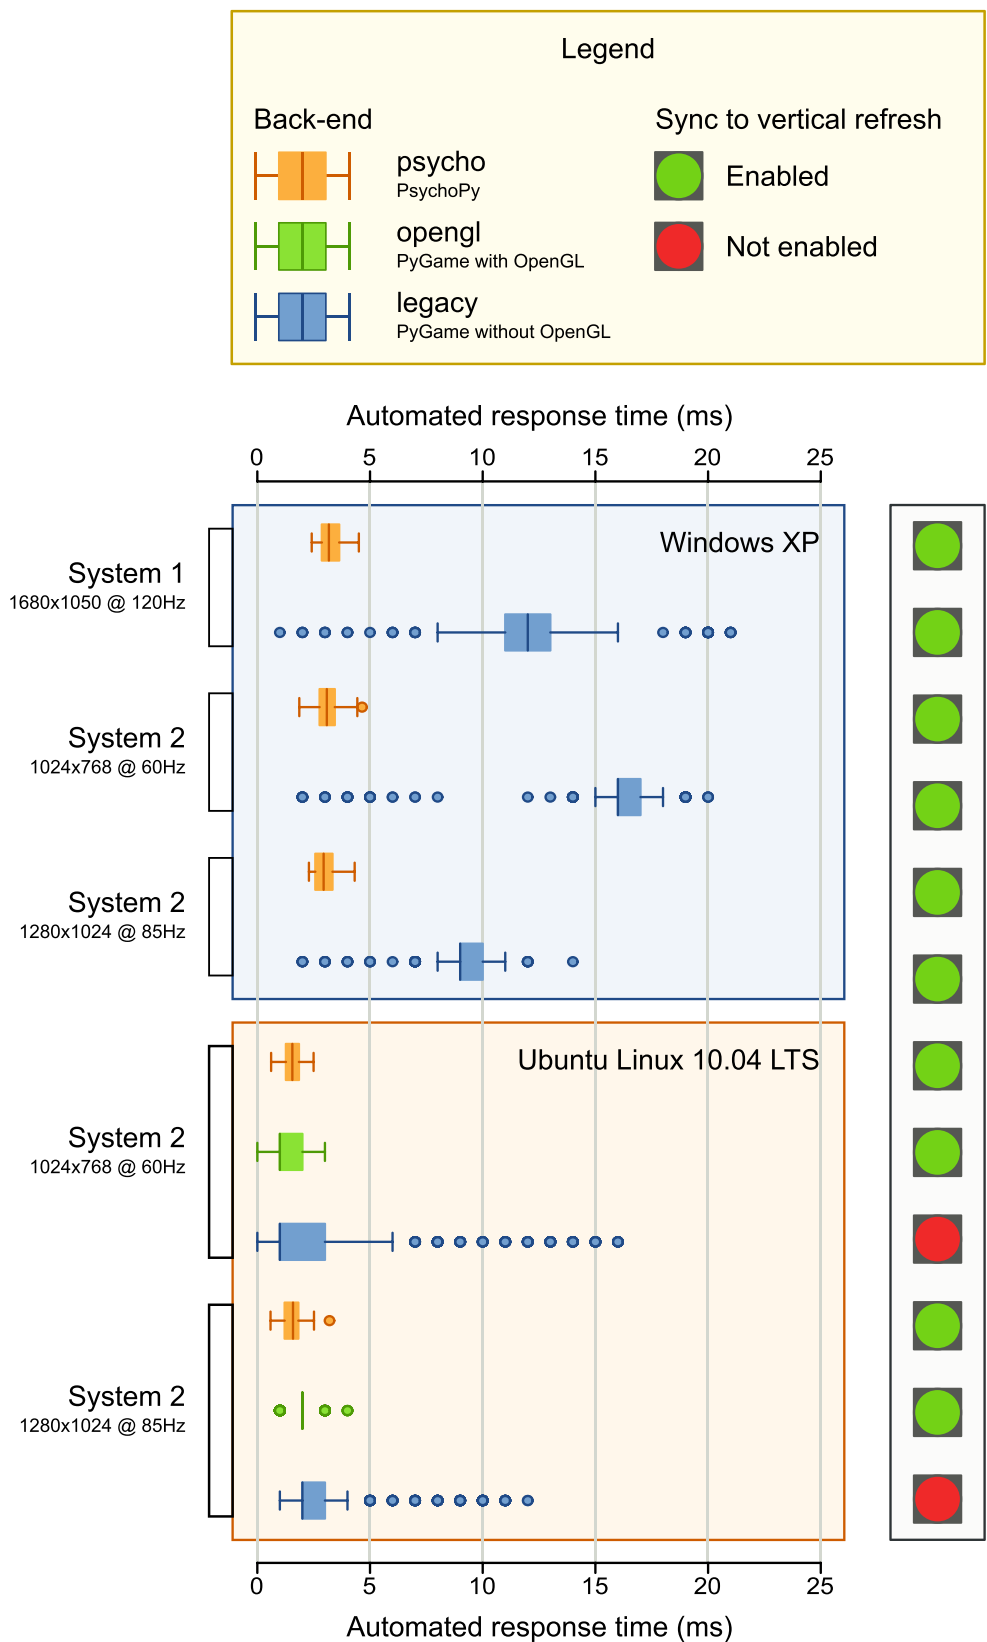 Legend
Back-end
Sync to vertical refresh
psycho
PsychoPy
Enabled
opengl
PyGame with OpenGL
Not enabled
legacy
PyGame without OpenGL
Automated response time (ms)
0 5 10 15 20 25
Windows XP
System 1
1680x1050 @ 120Hz
System 2
1024x768 @ 60Hz
System 2
1280x1024 @ 85Hz
Ubuntu Linux 10.04 LTS
System 2
1024x768 @ 60Hz
System 2
1280x1024 @ 85Hz
0 5 10 15 20 25
Automated response time (ms)